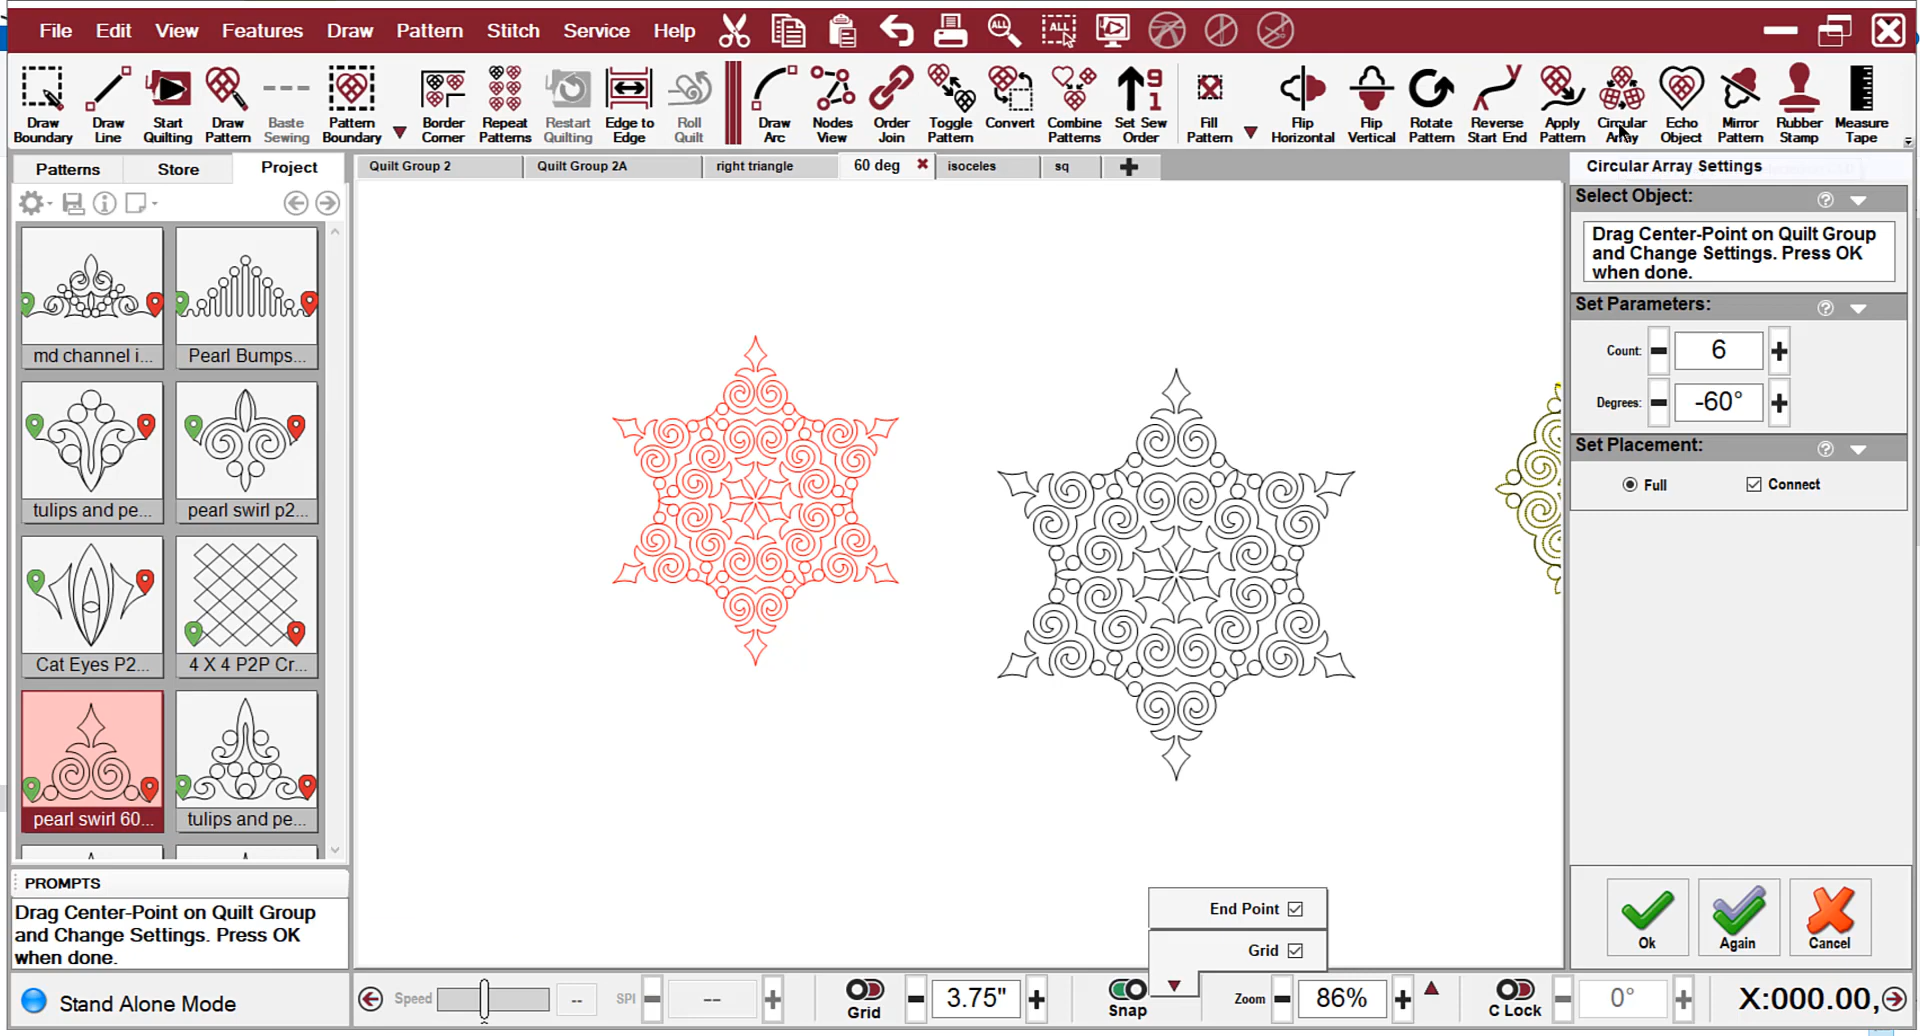 File Edit View Features Draw Pattern Stitch Service Help ALL ALL
Draw Boundary
Draw Line
Start Quilting
Draw Pattern
Baste Sewing
Pattern Boundary
Border Corner
Repeat Patterns
Restart Quilting
Edge to Edge
Roll Quilt
Draw Arc
Nodes View
Order Join
Toggle Pattern
Convert
Combine Patterns
9 1 Set Sew Order
Fill Pattern
Flip Horizontal
Flip Vertical
Rotate Pattern
Reverse Start End
Apply Pattern
Circular Array
Echo Object
Mirror Pattern
Rubber Stamp
Measure Tape
Patterns Store Project
Quilt Group 2 Quilt Group 2A right triangle 60 deg isoceles sq
md channel i... Pearl Bumps...
tulips and pe... pearl swirl p2...
Cat Eyes P2... 4 X 4 P2P Cr...
pearl swirl 60... tulips and pe...
PROMPTS
Drag Center-Point on Quilt Group
and Change Settings. Press OK
when done.
Stand Alone Mode
Circular Array Settings
Select Object:
Drag Center-Point on Quilt Group
and Change Settings. Press OK
when done.
Set Parameters:
Count: 6
Degrees: -60°
Set Placement:
Full Connect
Ok Again Cancel
End Point
Grid
Speed -- SPI -- Grid 3.75" Snap Zoom 86% C Lock 0° X:000.00,